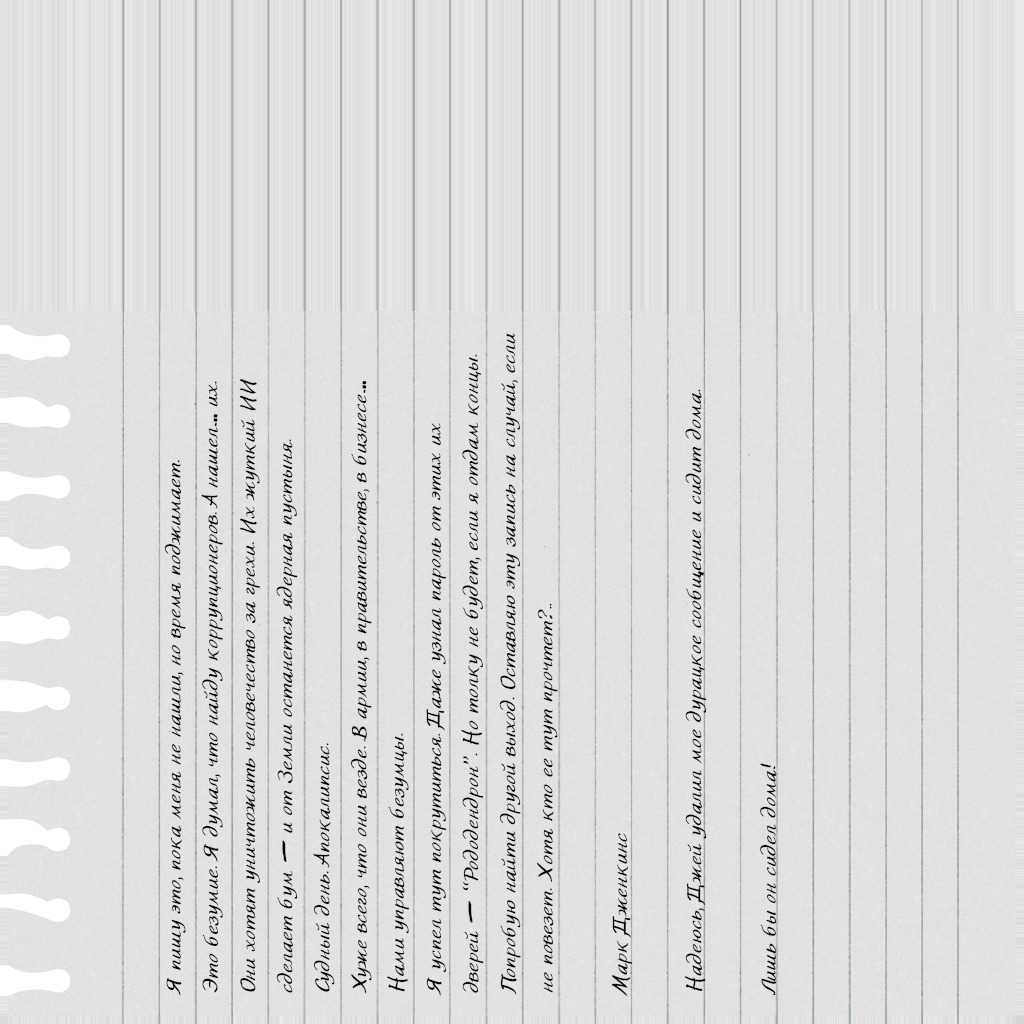 Я пишу это, пока меня не нашли, но время поджимает.
Это безумие. Я думал, что найду коррупционеров. А нашел... их.
Они хотят уничтожить человечество за грехи. Их жуткий ИИ
сделает бум — и от Земли останется ядерная пустыня.
Судный день. Апокалипсис.
Хуже всего, что они везде. В армии, в правительстве, в бизнесе...
Нами управляют безумцы.
Я успел тут покрутиться. Даже узнал пароль от этих их
дверей — “Рододендрон”. Но толку не будет, если я отдам концы.
Попробую найти другой выход. Оставляю эту запись на случай, если
не повезет. Хотя кто ее тут прочтет?..
Марк Дженкинс
Надеюсь, Джей удалил мое дурацкое сообщение и сидит дома.
Лишь бы он сидел дома!